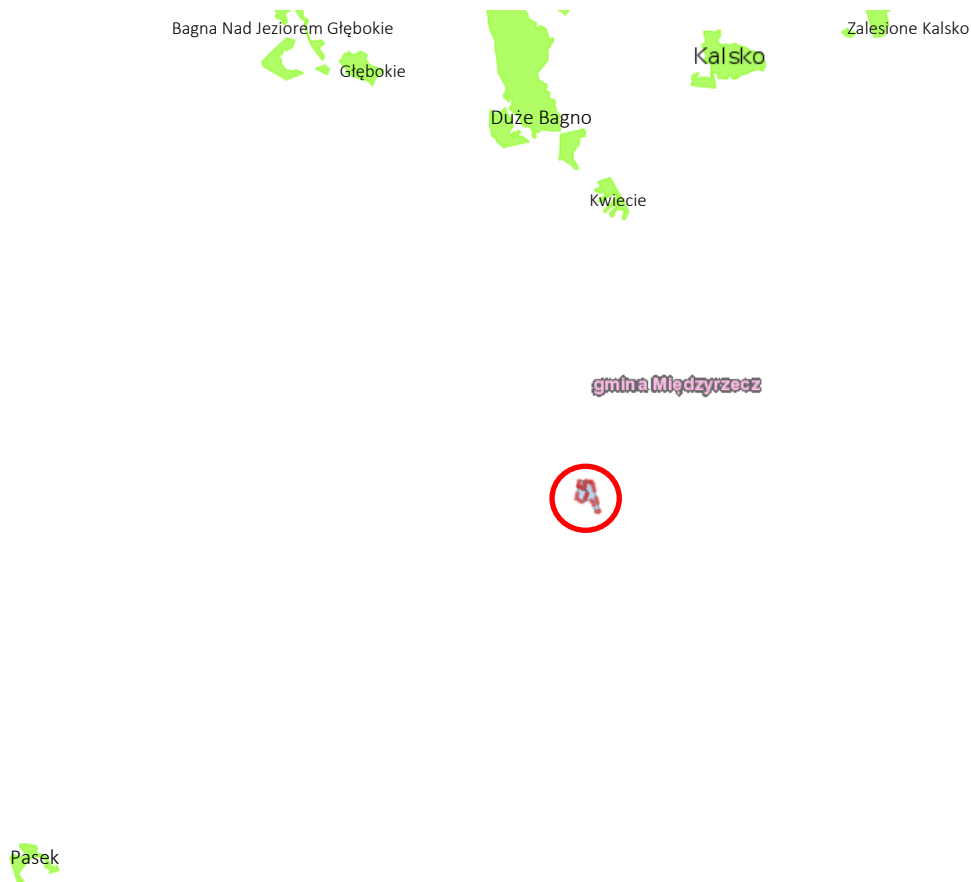 Bagna Nad Jeziorem Głębokie
Zalesione Kalsko
Kalsko
Głębokie
Duże Bagno
Kwiecie
gmina Międzyrzecz
Pasek